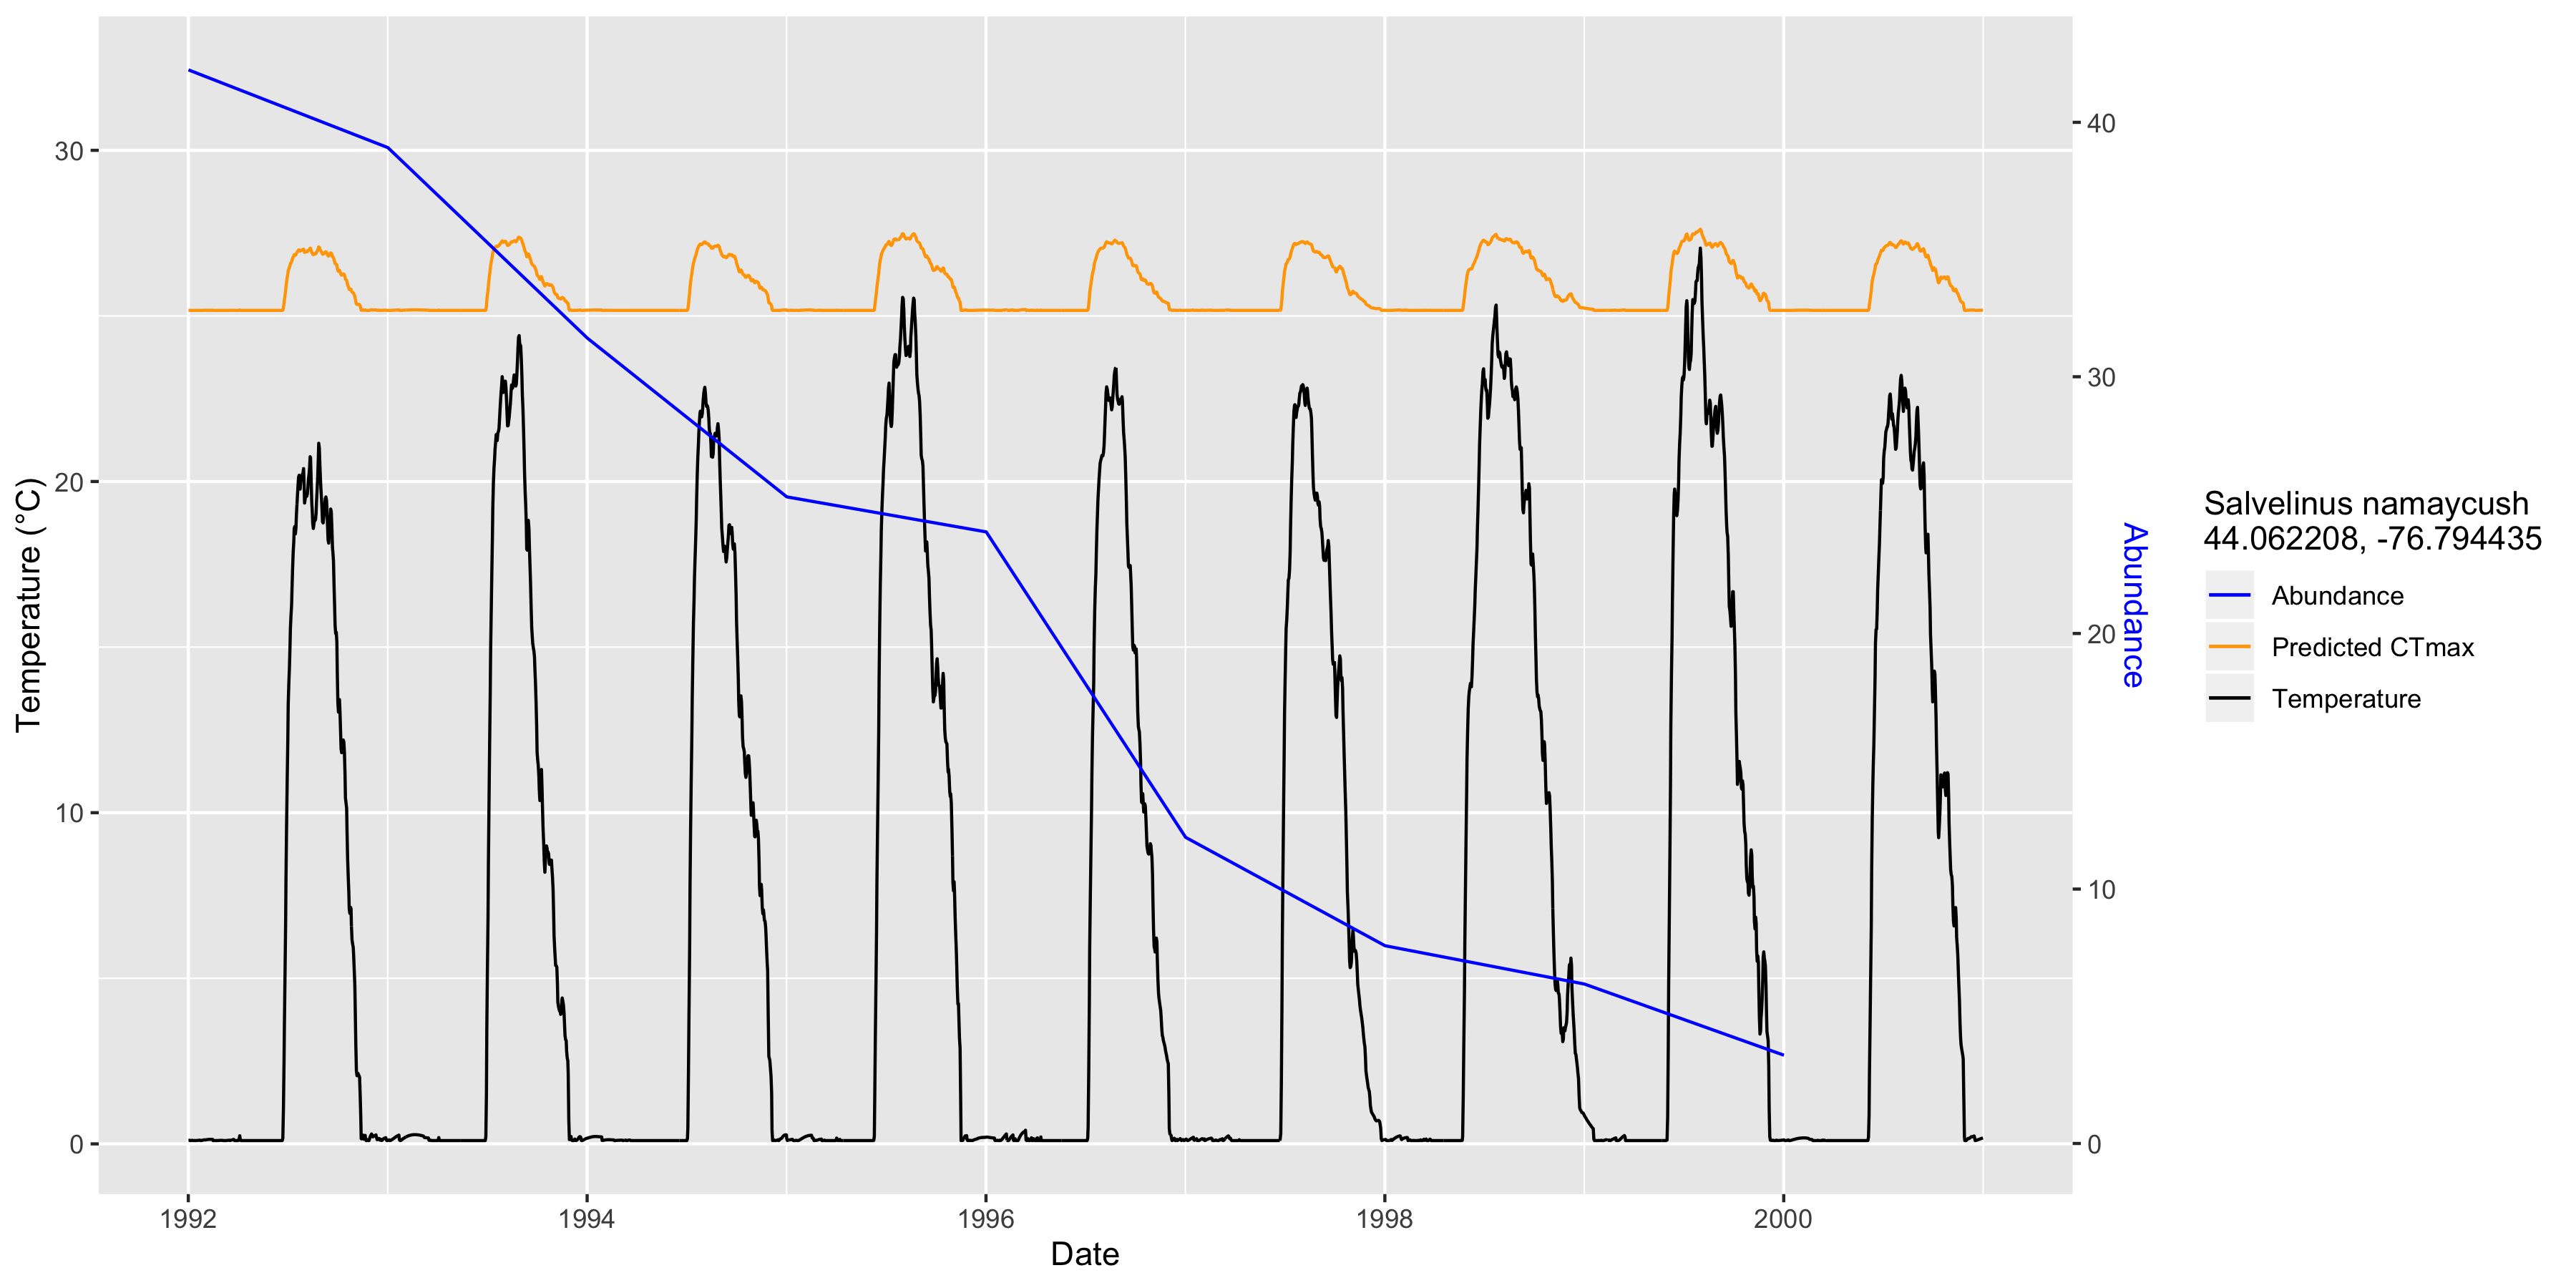 30
20
10
0
Temperature (°C)
40
30
20
10
0
Abundance
1992
1994
1996
1998
2000
Date
Salvelinus namaycush
44.062208, -76.794435
Abundance
Predicted CTmax
Temperature